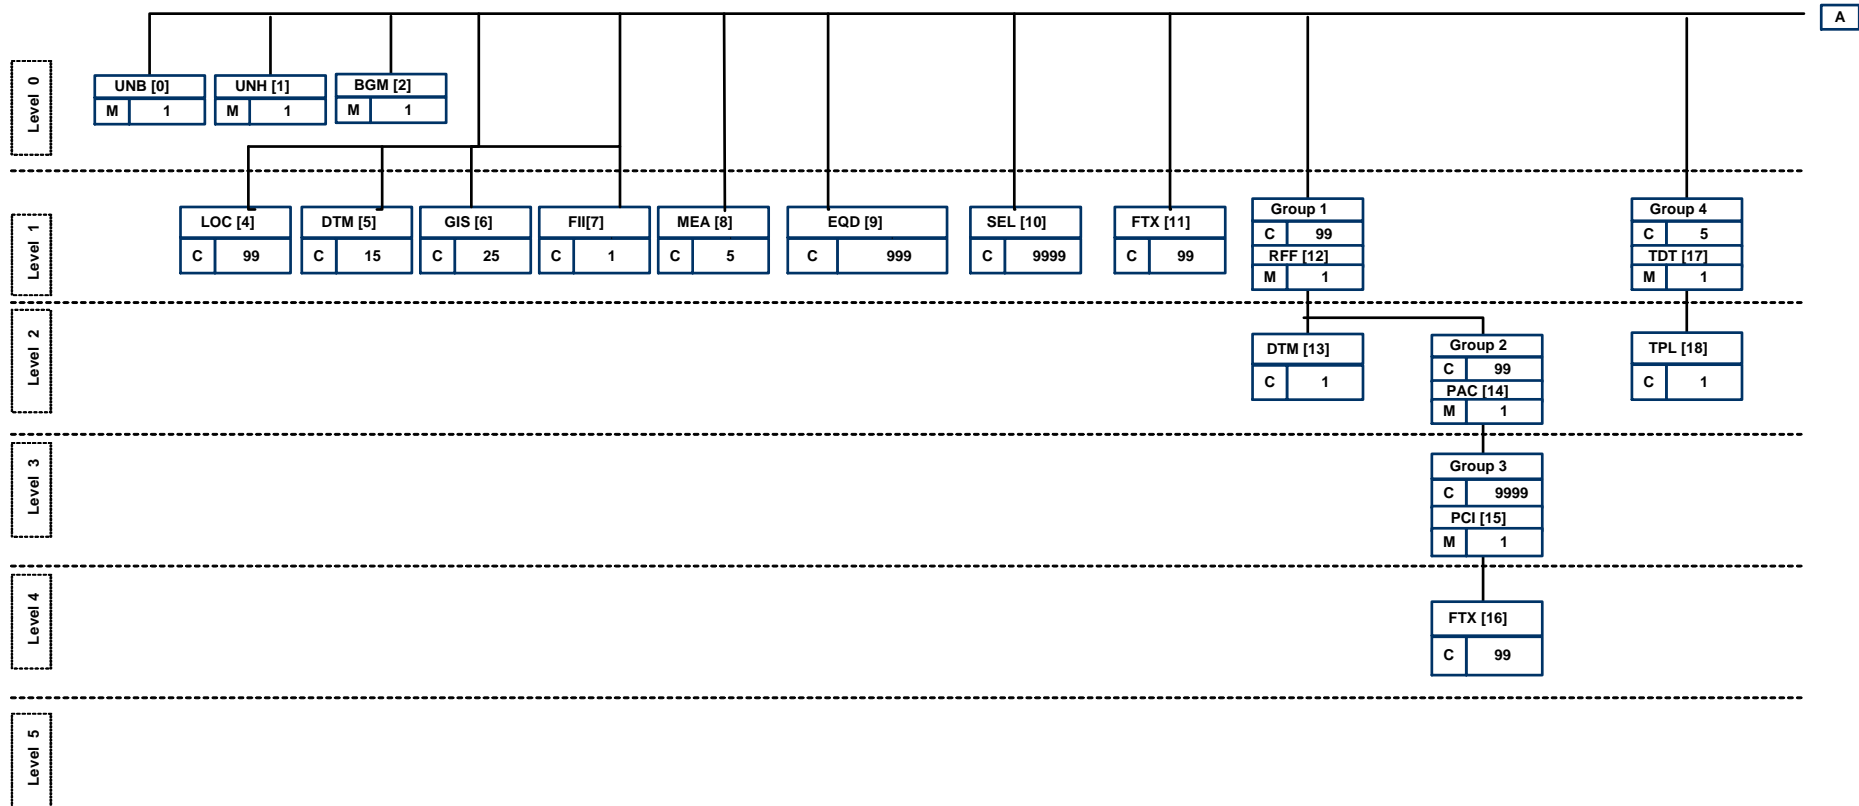 A
Level 0
UNB [0]
M 1
UNH [1]
M 1
BGM [2]
M 1
Level 1
LOC [4]
C 99
DTM [5]
C 15
GIS [6]
C 25
FII[7]
C 1
MEA [8]
C 5
EQD [9]
C 999
SEL [10]
C 9999
FTX [11]
C 99
Group 1
C 99
RFF [12]
M 1
Group 4
C 5
TDT [17]
M 1
Level 2
DTM [13]
C 1
Group 2
C 99
PAC [14]
M 1
TPL [18]
C 1
Level 3
Group 3
C 9999
PCI [15]
M 1
Level 4
FTX [16]
C 99
Level 5